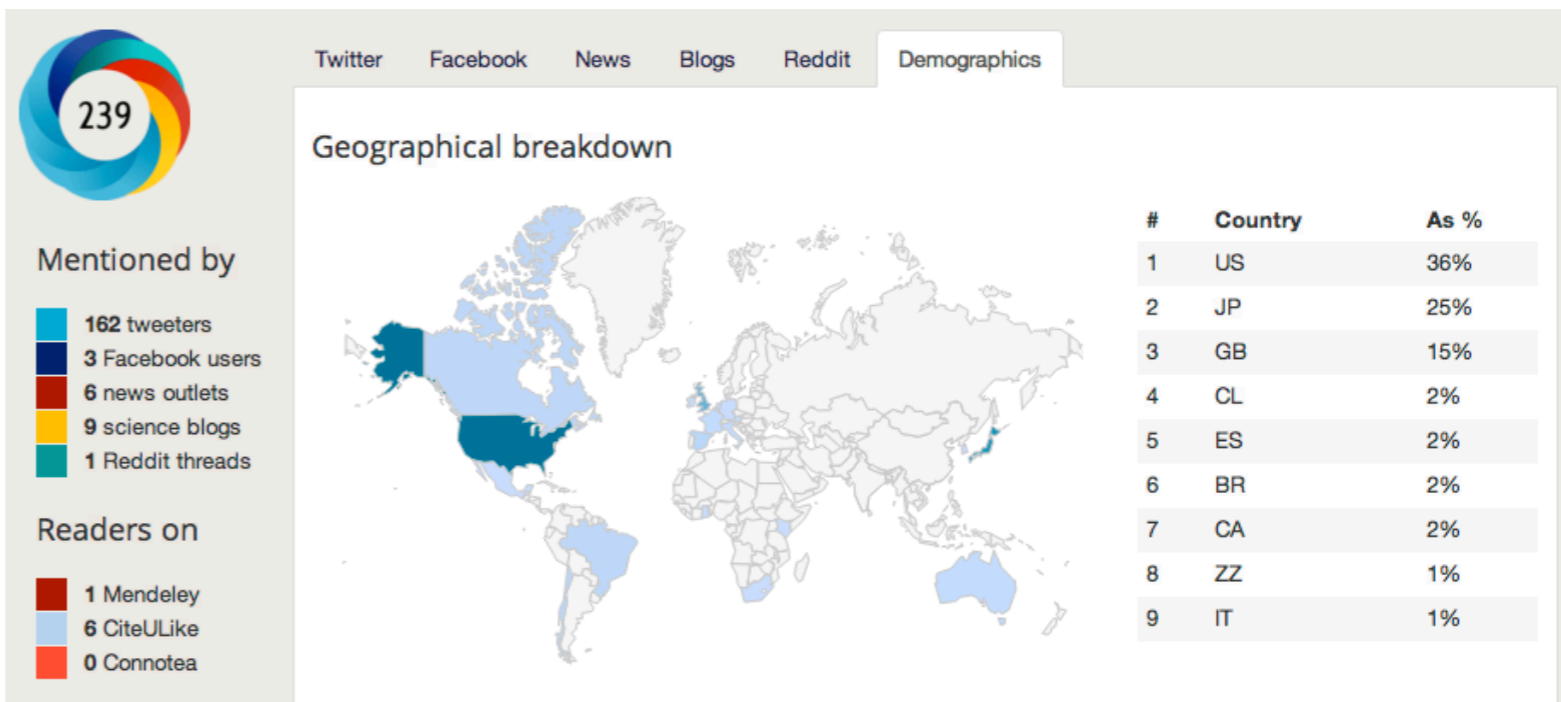 239
Mentioned by
162 tweeters
3 Facebook users
6 news outlets
9 science blogs
1 Reddit threads
Readers on
1 Mendeley
6 CiteULike
0 Connotea
Twitter Facebook News Blogs Reddit Demographics
Geographical breakdown
# Country As %
1 US 36%
2 JP 25%
3 GB 15%
4 CL 2%
5 ES 2%
6 BR 2%
7 CA 2%
8 ZZ 1%
9 IT 1%